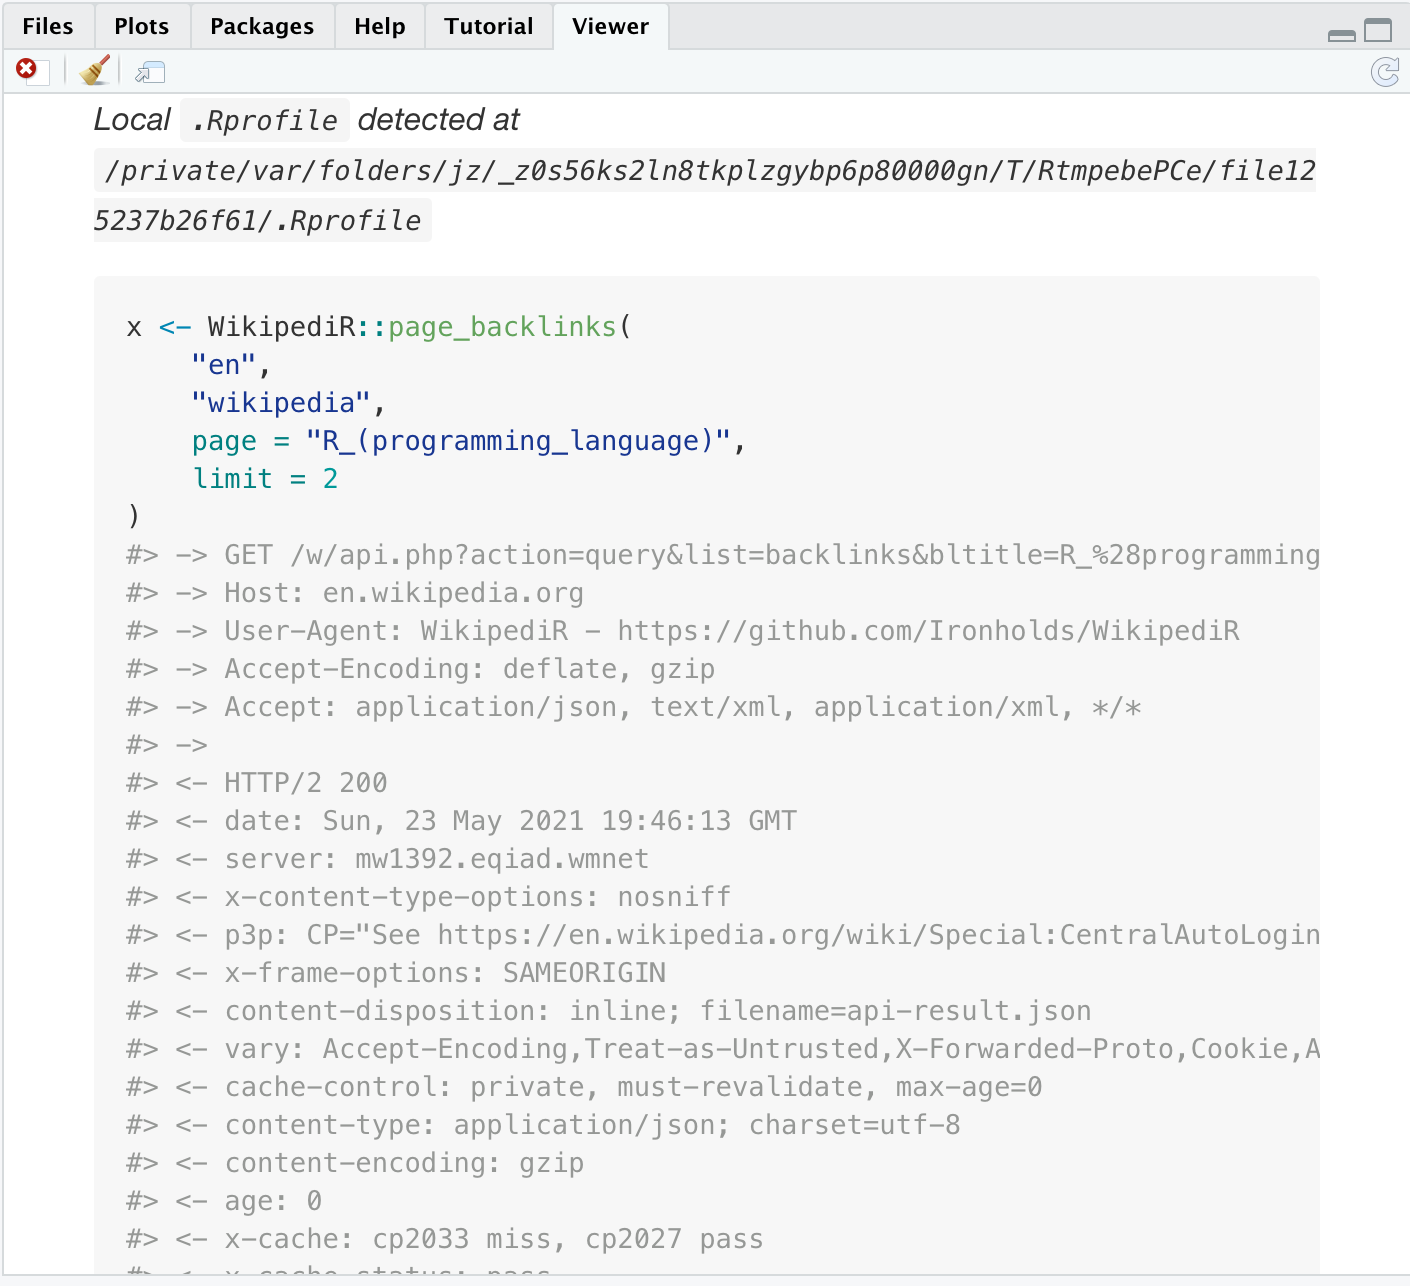 Files Plots Packages Help Tutorial Viewer
Local .Rprofile detected at
/private/var/folders/jz/_z0s56ks2ln8tkplzgybp6p80000gn/T/RtmpebePCe/file12
5237b26f61/.Rprofile
x <- WikipediR::page_backlinks(
    "en",
    "wikipedia",
    page = "R_(programming_language)",
    limit = 2
)
#> -> GET /w/api.php?action=query&list=backlinks&bltitle=R_%28programming
#> -> Host: en.wikipedia.org
#> -> User-Agent: WikipediR - https://github.com/Ironholds/WikipediR
#> -> Accept-Encoding: deflate, gzip
#> -> Accept: application/json, text/xml, application/xml, */*
#> ->
#> <- HTTP/2 200
#> <- date: Sun, 23 May 2021 19:46:13 GMT
#> <- server: mw1392.eqiad.wmnet
#> <- x-content-type-options: nosniff
#> <- p3p: CP="See https://en.wikipedia.org/wiki/Special:CentralAutoLogin
#> <- x-frame-options: SAMEORIGIN
#> <- content-disposition: inline; filename=api-result.json
#> <- vary: Accept-Encoding,Treat-as-Untrusted,X-Forwarded-Proto,Cookie,A
#> <- cache-control: private, must-revalidate, max-age=0
#> <- content-type: application/json; charset=utf-8
#> <- content-encoding: gzip
#> <- age: 0
#> <- x-cache: cp2033 miss, cp2027 pass
#> <- x-cache-status: pass